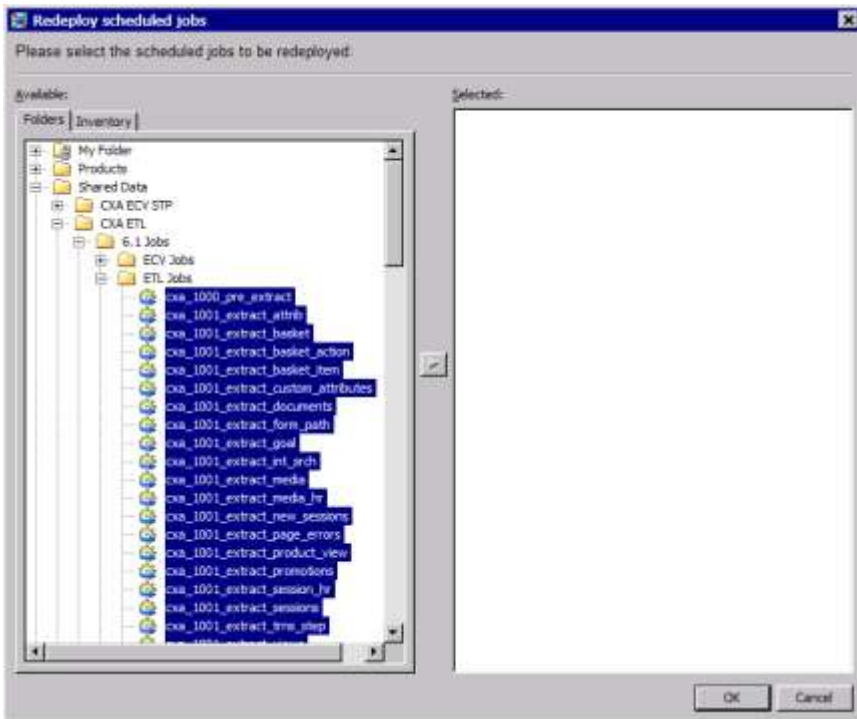 Redeploy scheduled jobs
Please select the scheduled jobs to be redeployed
Available:
Selected:
Folders
Inventory
My Folder
Products
Shared Data
CXA ECV STP
CXA ETL
6.1 Jobs
ECV Jobs
ETL Jobs
cxa_1000_pre_extract
cxa_1001_extract_attrib
cxa_1001_extract_basket
cxa_1001_extract_basket_action
cxa_1001_extract_basket_item
cxa_1001_extract_custom_attributes
cxa_1001_extract_documents
cxa_1001_extract_form_path
cxa_1001_extract_goal
cxa_1001_extract_int_srch
cxa_1001_extract_media
cxa_1001_extract_media_hr
cxa_1001_extract_new_sessions
cxa_1001_extract_page_errors
cxa_1001_extract_product_view
cxa_1001_extract_promotions
cxa_1001_extract_session_hr
cxa_1001_extract_sessions
cxa_1001_extract_trns_step
OK
Cancel